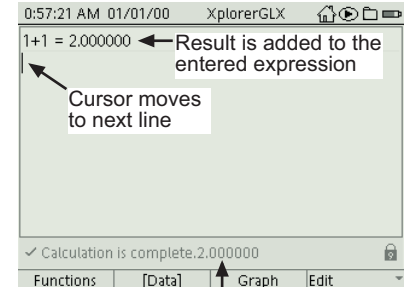 0:57:21 AM 01/01/00 XplorerGLX
1+1 = 2.000000
Result is added to the
entered expression
Cursor moves
to next line
✓ Calculation is complete.2.000000
Functions [Data] Graph Edit